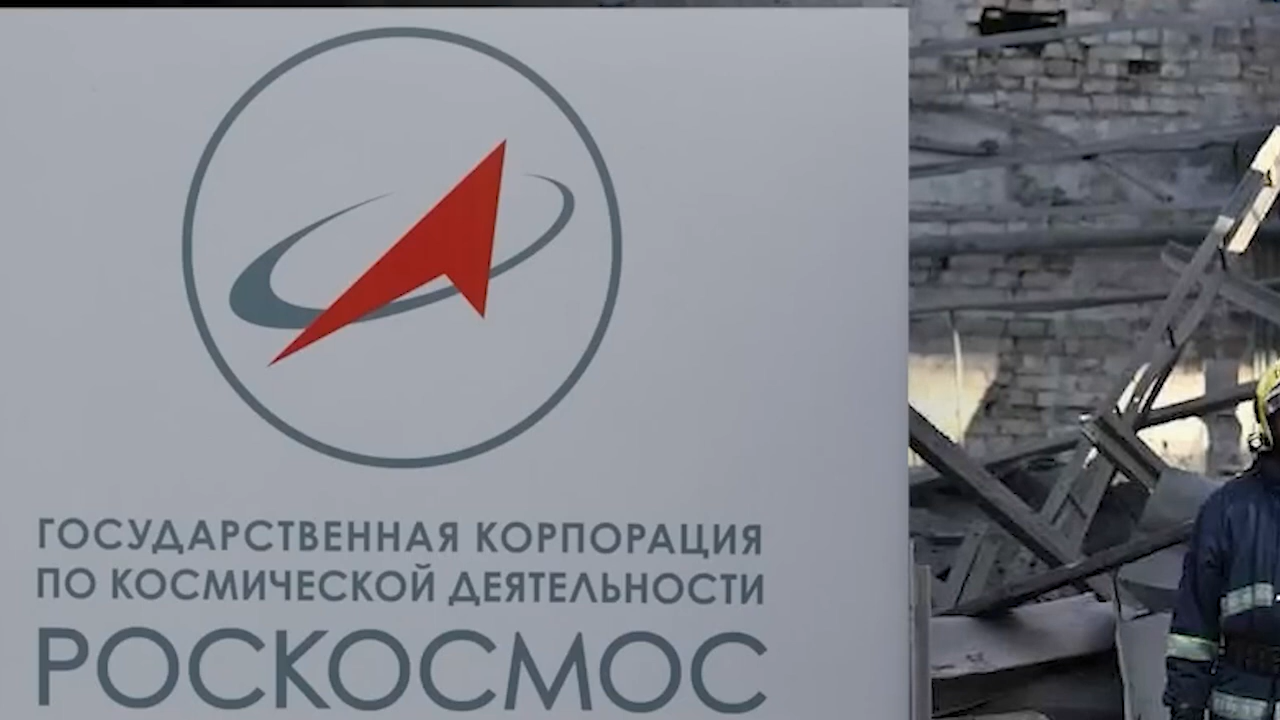 ГОСУДАРСТВЕННАЯ КОРПОРАЦИЯ
ПО КОСМИЧЕСКОЙ ДЕЯТЕЛЬНОСТИ
РОСКОСМОС